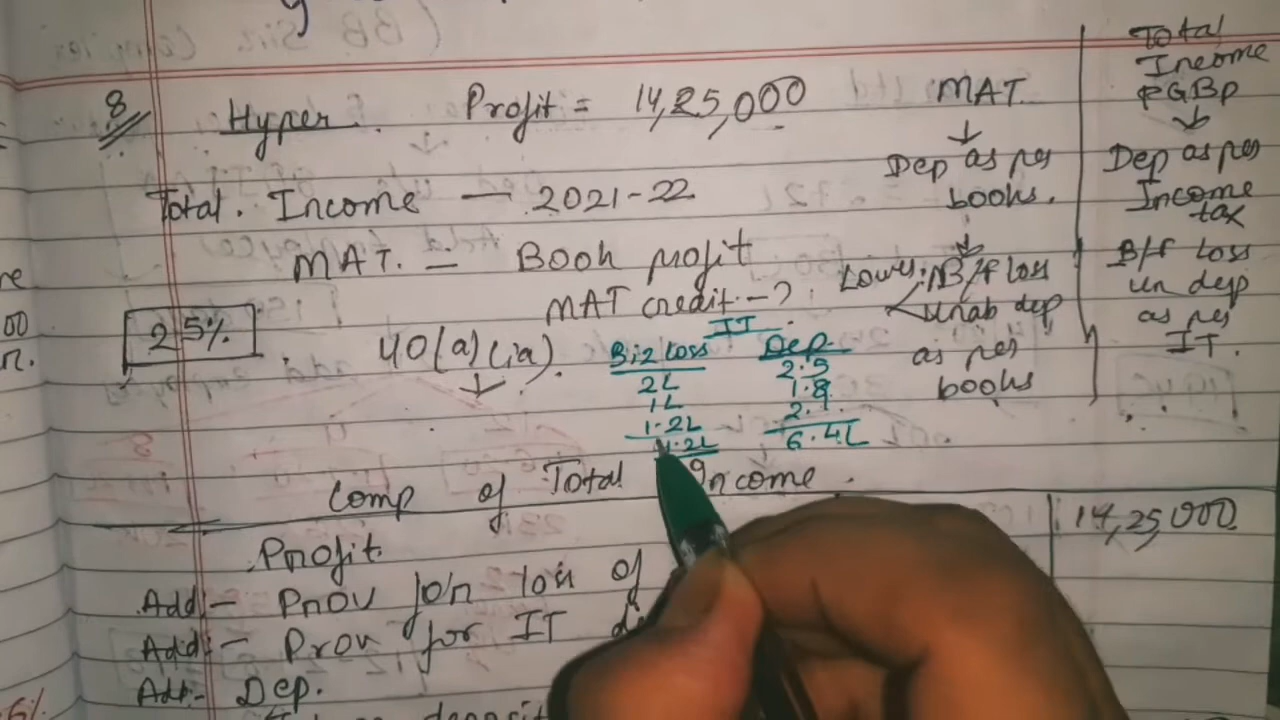 8 Hyper. Profit = 14,25,000
Total. Income — 2021-22
MAT. — Book profit
MAT credit - ?
25%
40(a)(ia).
MAT.
Dep as per
books.
Lower: B/f loss
unab dep
as per
books
Total
Income
PGBP
Dep as per
Income
tax
B/f Loss
un dep
as per
IT.
IT
Biz Loss
2L
1L
1.2L
4.2L
Dep.
2.5
1.8
2.1
6.4L
Comp of Total Income.
Profit. 14,25,000
Add - Prov for loss of
Add - Prov for IT
Add - Dep.
deposit